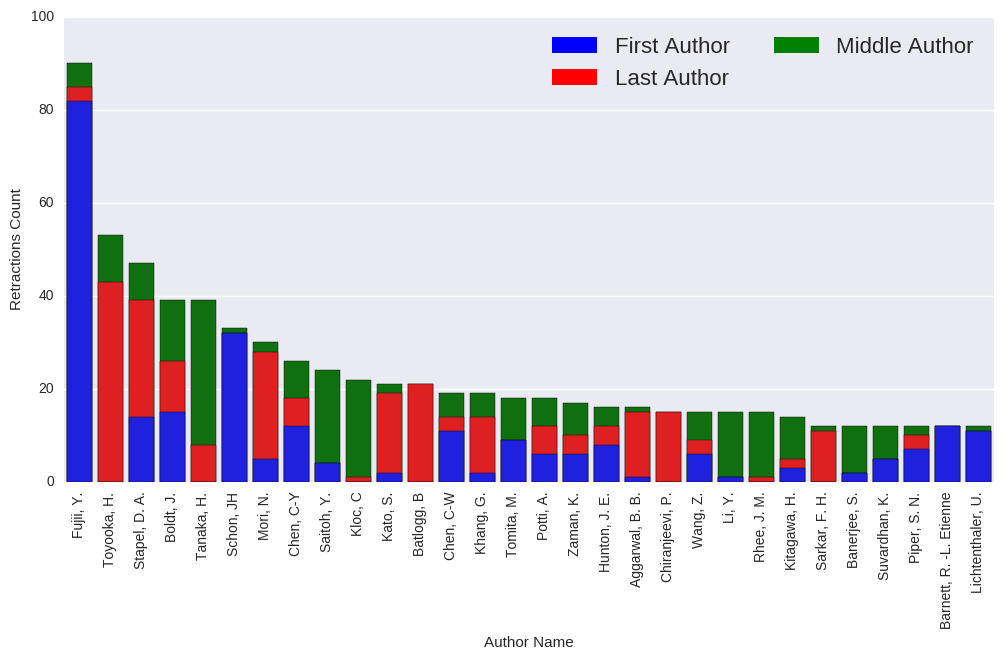 100
80
60
40
20
0
Retractions Count
First Author
Last Author
Middle Author
Fujii, Y.
Toyooka, H.
Stapel, D. A.
Boldt, J.
Tanaka, H.
Schon, JH
Mori, N.
Chen, C-Y
Saitoh, Y.
Kloc, C
Kato, S.
Batlogg, B
Chen, C-W
Khang, G.
Tomita, M.
Potti, A.
Zaman, K.
Hunton, J. E.
Aggarwal, B. B.
Chiranjeevi, P.
Wang, Z.
Li, Y.
Rhee, J. M.
Kitagawa, H.
Sarkar, F. H.
Banerjee, S.
Suvardhan, K.
Piper, S. N.
Barnett, R. -L. Etienne
Lichtenthaler, U.
Author Name